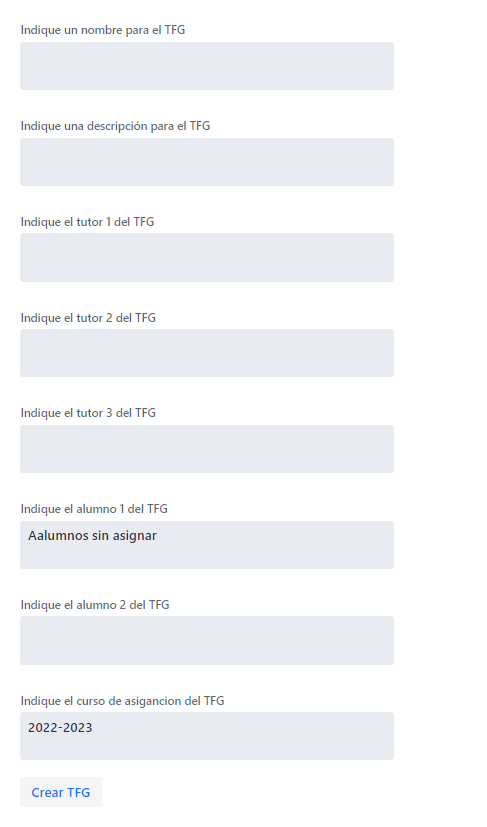 Indique un nombre para el TFG
Indique una descripción para el TFG
Indique el tutor 1 del TFG
Indique el tutor 2 del TFG
Indique el tutor 3 del TFG
Indique el alumno 1 del TFG
Aalumnos sin asignar
Indique el alumno 2 del TFG
Indique el curso de asigancion del TFG
2022-2023
Crear TFG